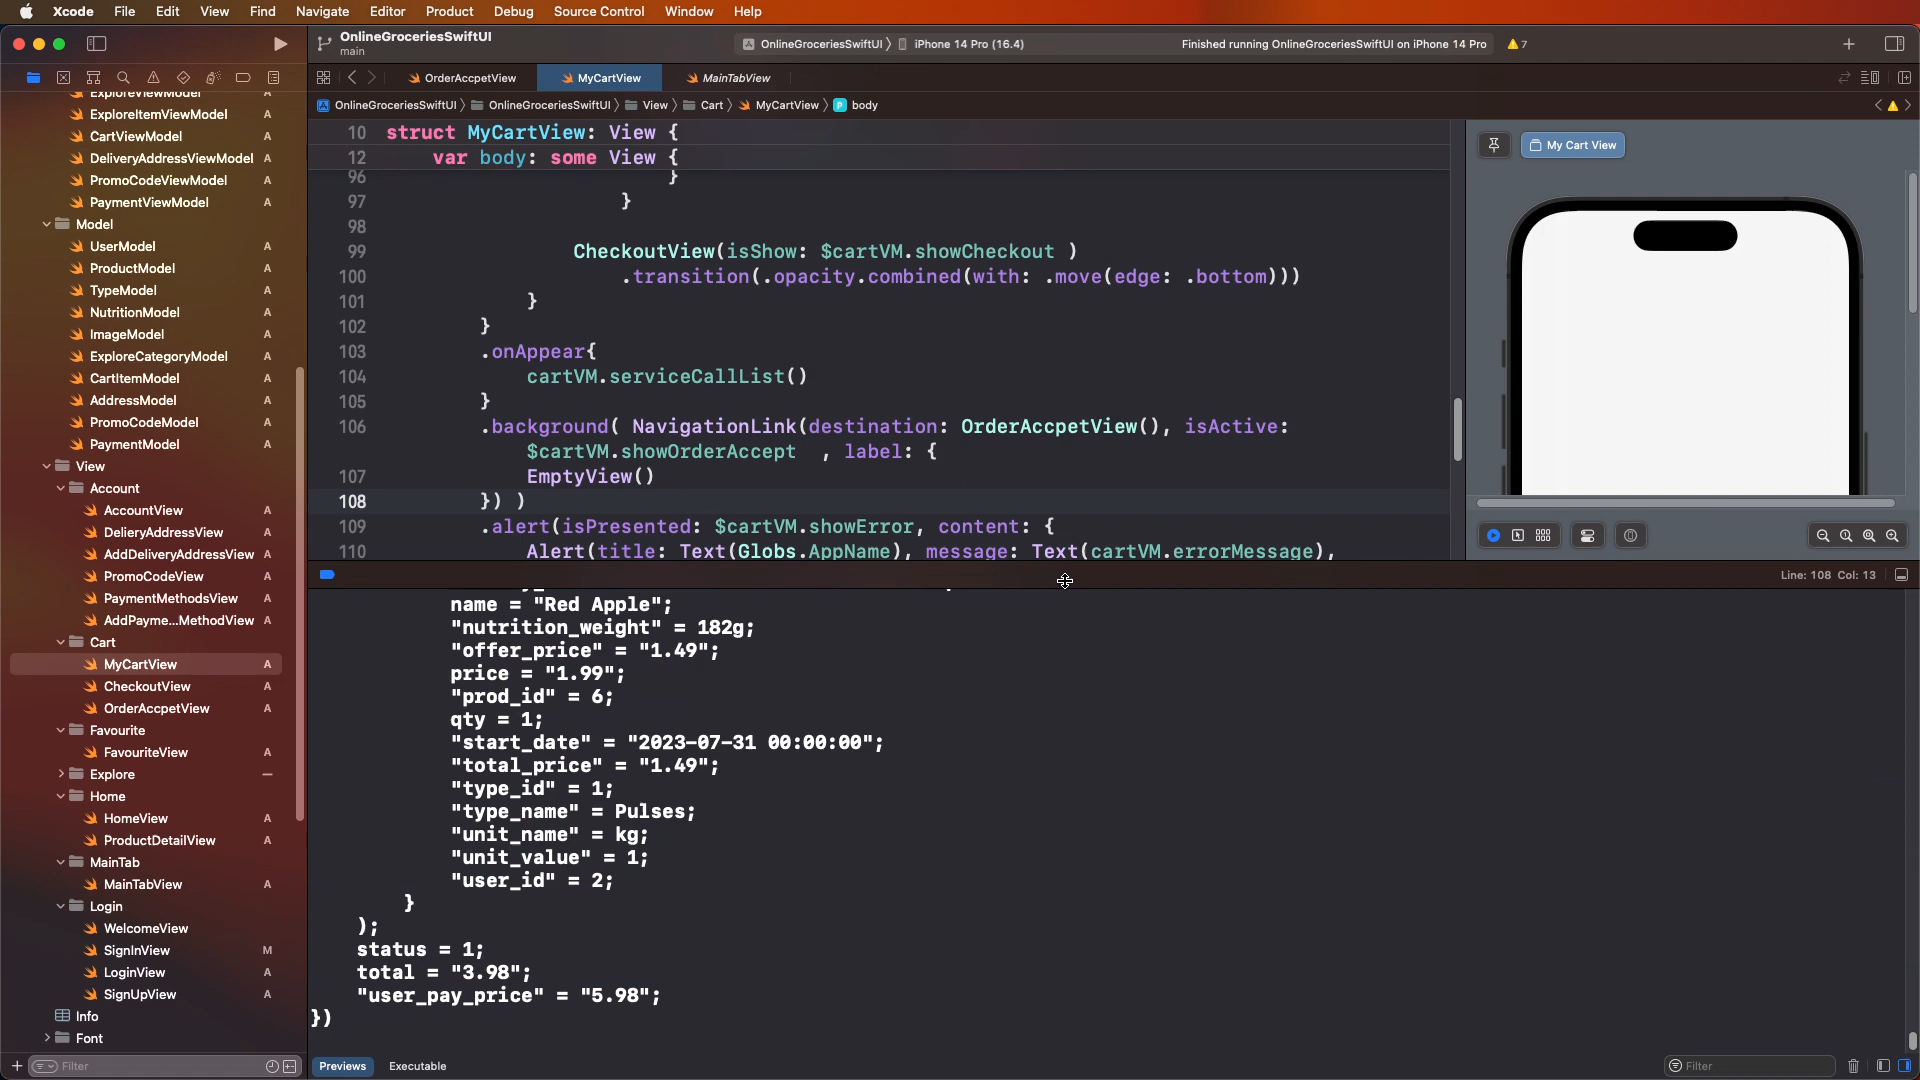 Xcode File Edit View Find Navigate Editor Product Debug Source Control Window Help
OnlineGroceriesSwiftUI
main
OnlineGroceriesSwiftUI iPhone 14 Pro (16.4)
Finished running OnlineGroceriesSwiftUI on iPhone 14 Pro
7
OrderAccpetView MyCartView MainTabView
OnlineGroceriesSwiftUI OnlineGroceriesSwiftUI View Cart MyCartView body
ExploreViewModel A
ExploreItemViewModel A
CartViewModel A
DeliveryAddressViewModel A
PromoCodeViewModel A
PaymentViewModel A
Model
UserModel A
ProductModel A
TypeModel A
NutritionModel A
ImageModel A
ExploreCategoryModel A
CartItemModel A
AddressModel A
PromoCodeModel A
PaymentModel A
View
Account
AccountView A
DelieryAddressView A
AddDeliveryAddressView A
PromoCodeView A
PaymentMethodsView A
AddPayme...MethodView A
Cart
MyCartView A
CheckoutView A
OrderAccpetView A
Favourite
FavouriteView A
Explore
Home
HomeView A
ProductDetailView A
MainTab
MainTabView A
Login
WelcomeView
SignInView M
LoginView A
SignUpView A
Info
Font
Filter
10 struct MyCartView: View {
12 var body: some View {
96 }
97 }
98
99 CheckoutView(isShow: $cartVM.showCheckout )
100 .transition(.opacity.combined(with: .move(edge: .bottom)))
101 }
102 }
103 .onAppear{
104 cartVM.serviceCallList()
105 }
106 .background( NavigationLink(destination: OrderAccpetView(), isActive:
$cartVM.showOrderAccept , label: {
107 EmptyView()
108 }) )
109 .alert(isPresented: $cartVM.showError, content: {
110 Alert(title: Text(Globs.AppName), message: Text(cartVM.errorMessage),
My Cart View
Line: 108 Col: 13
name = "Red Apple";
"nutrition_weight" = 182g;
"offer_price" = "1.49";
price = "1.99";
"prod_id" = 6;
qty = 1;
"start_date" = "2023-07-31 00:00:00";
"total_price" = "1.49";
"type_id" = 1;
"type_name" = Pulses;
"unit_name" = kg;
"unit_value" = 1;
"user_id" = 2;
}
);
status = 1;
total = "3.98";
"user_pay_price" = "5.98";
})
Previews Executable
Filter